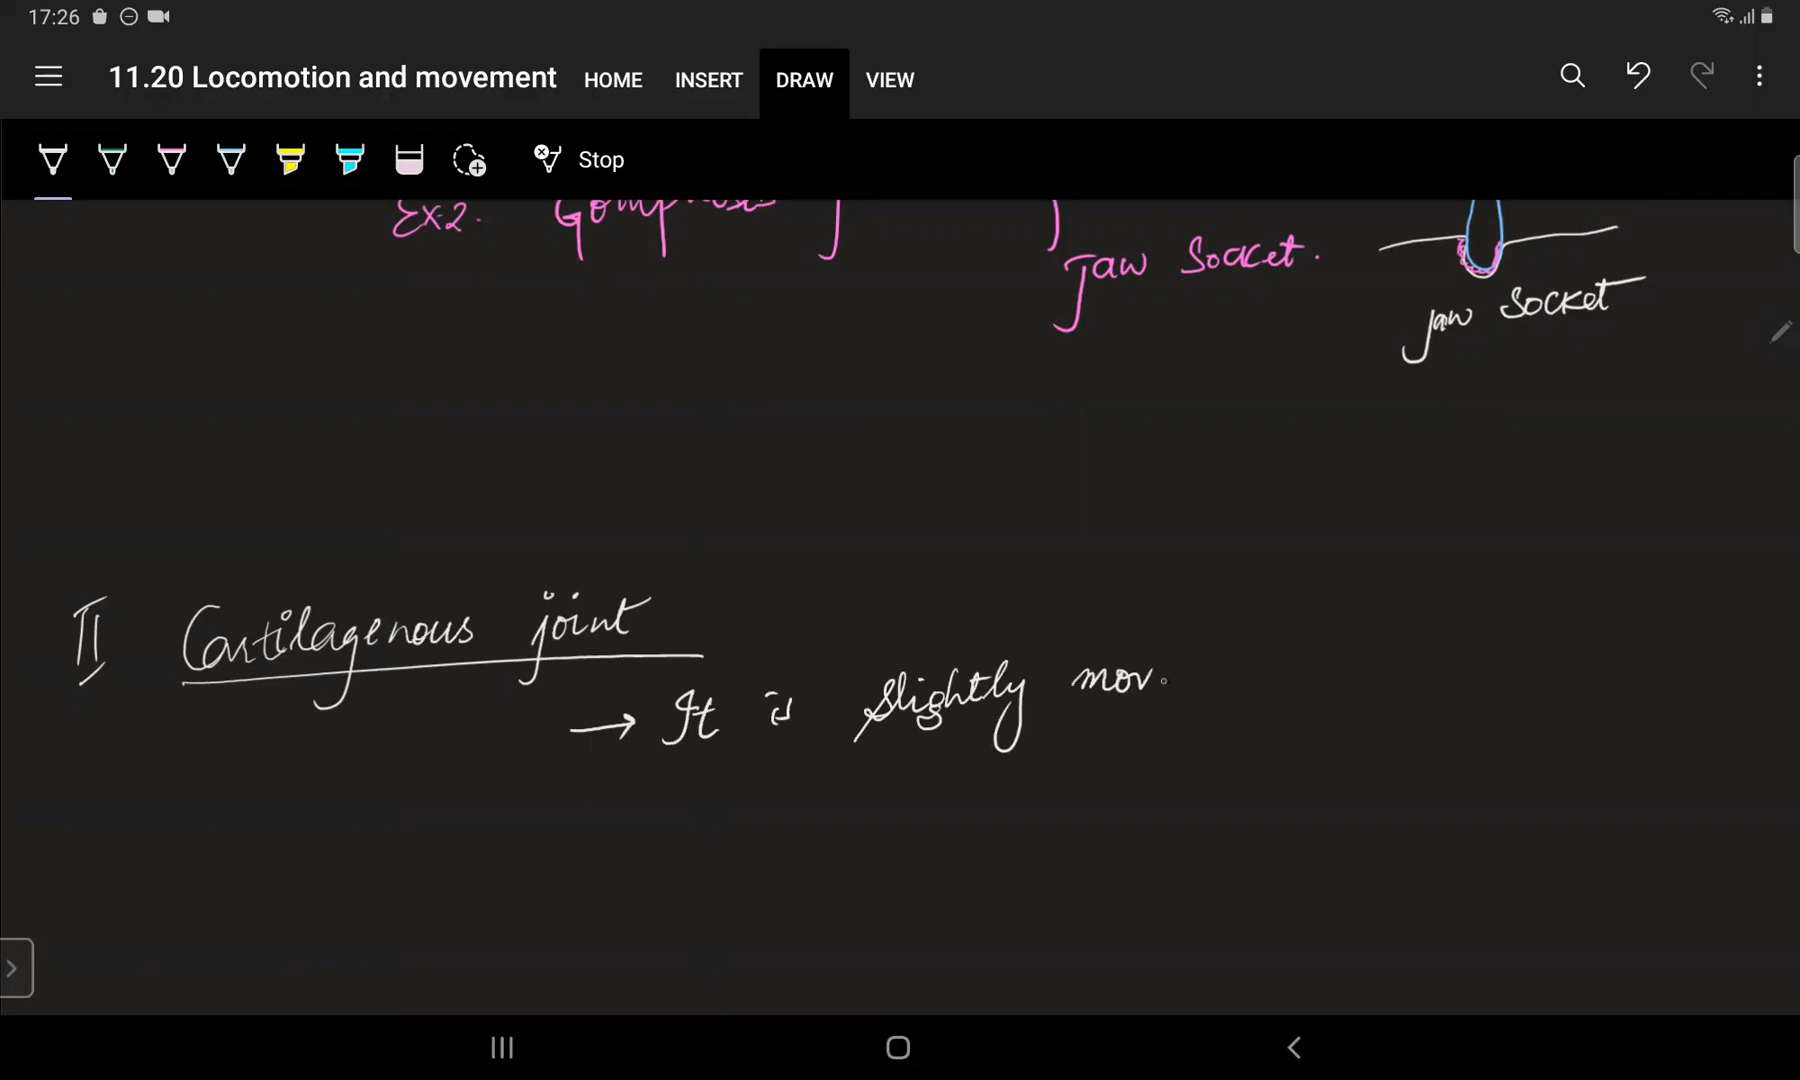 17:26
11.20 Locomotion and movement HOME INSERT DRAW VIEW
Stop
Ex.2.
Jaw Socket.
Jaw Socket
II Cartilagenous joint
→ It is slightly mov